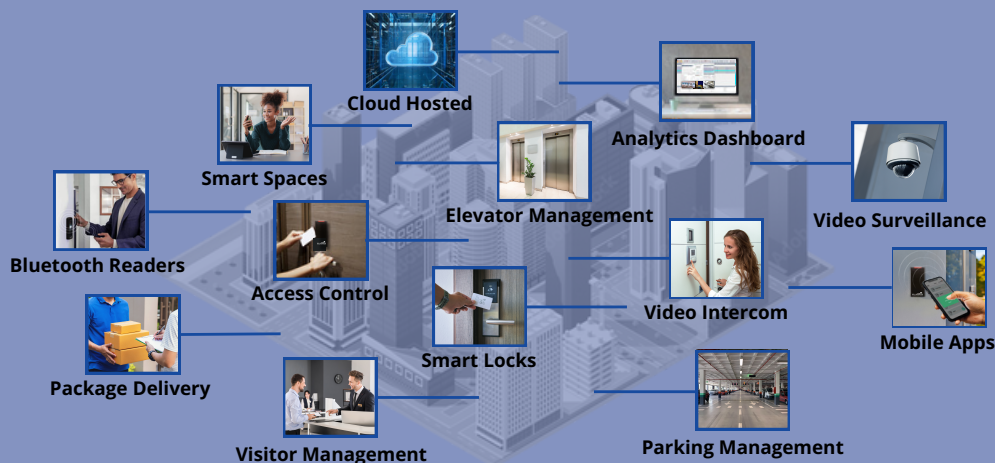 Cloud Hosted
Analytics Dashboard
Smart Spaces
Elevator Management
Video Surveillance
Bluetooth Readers
Access Control
Video Intercom
Mobile Apps
Smart Locks
Package Delivery
Visitor Management
Parking Management